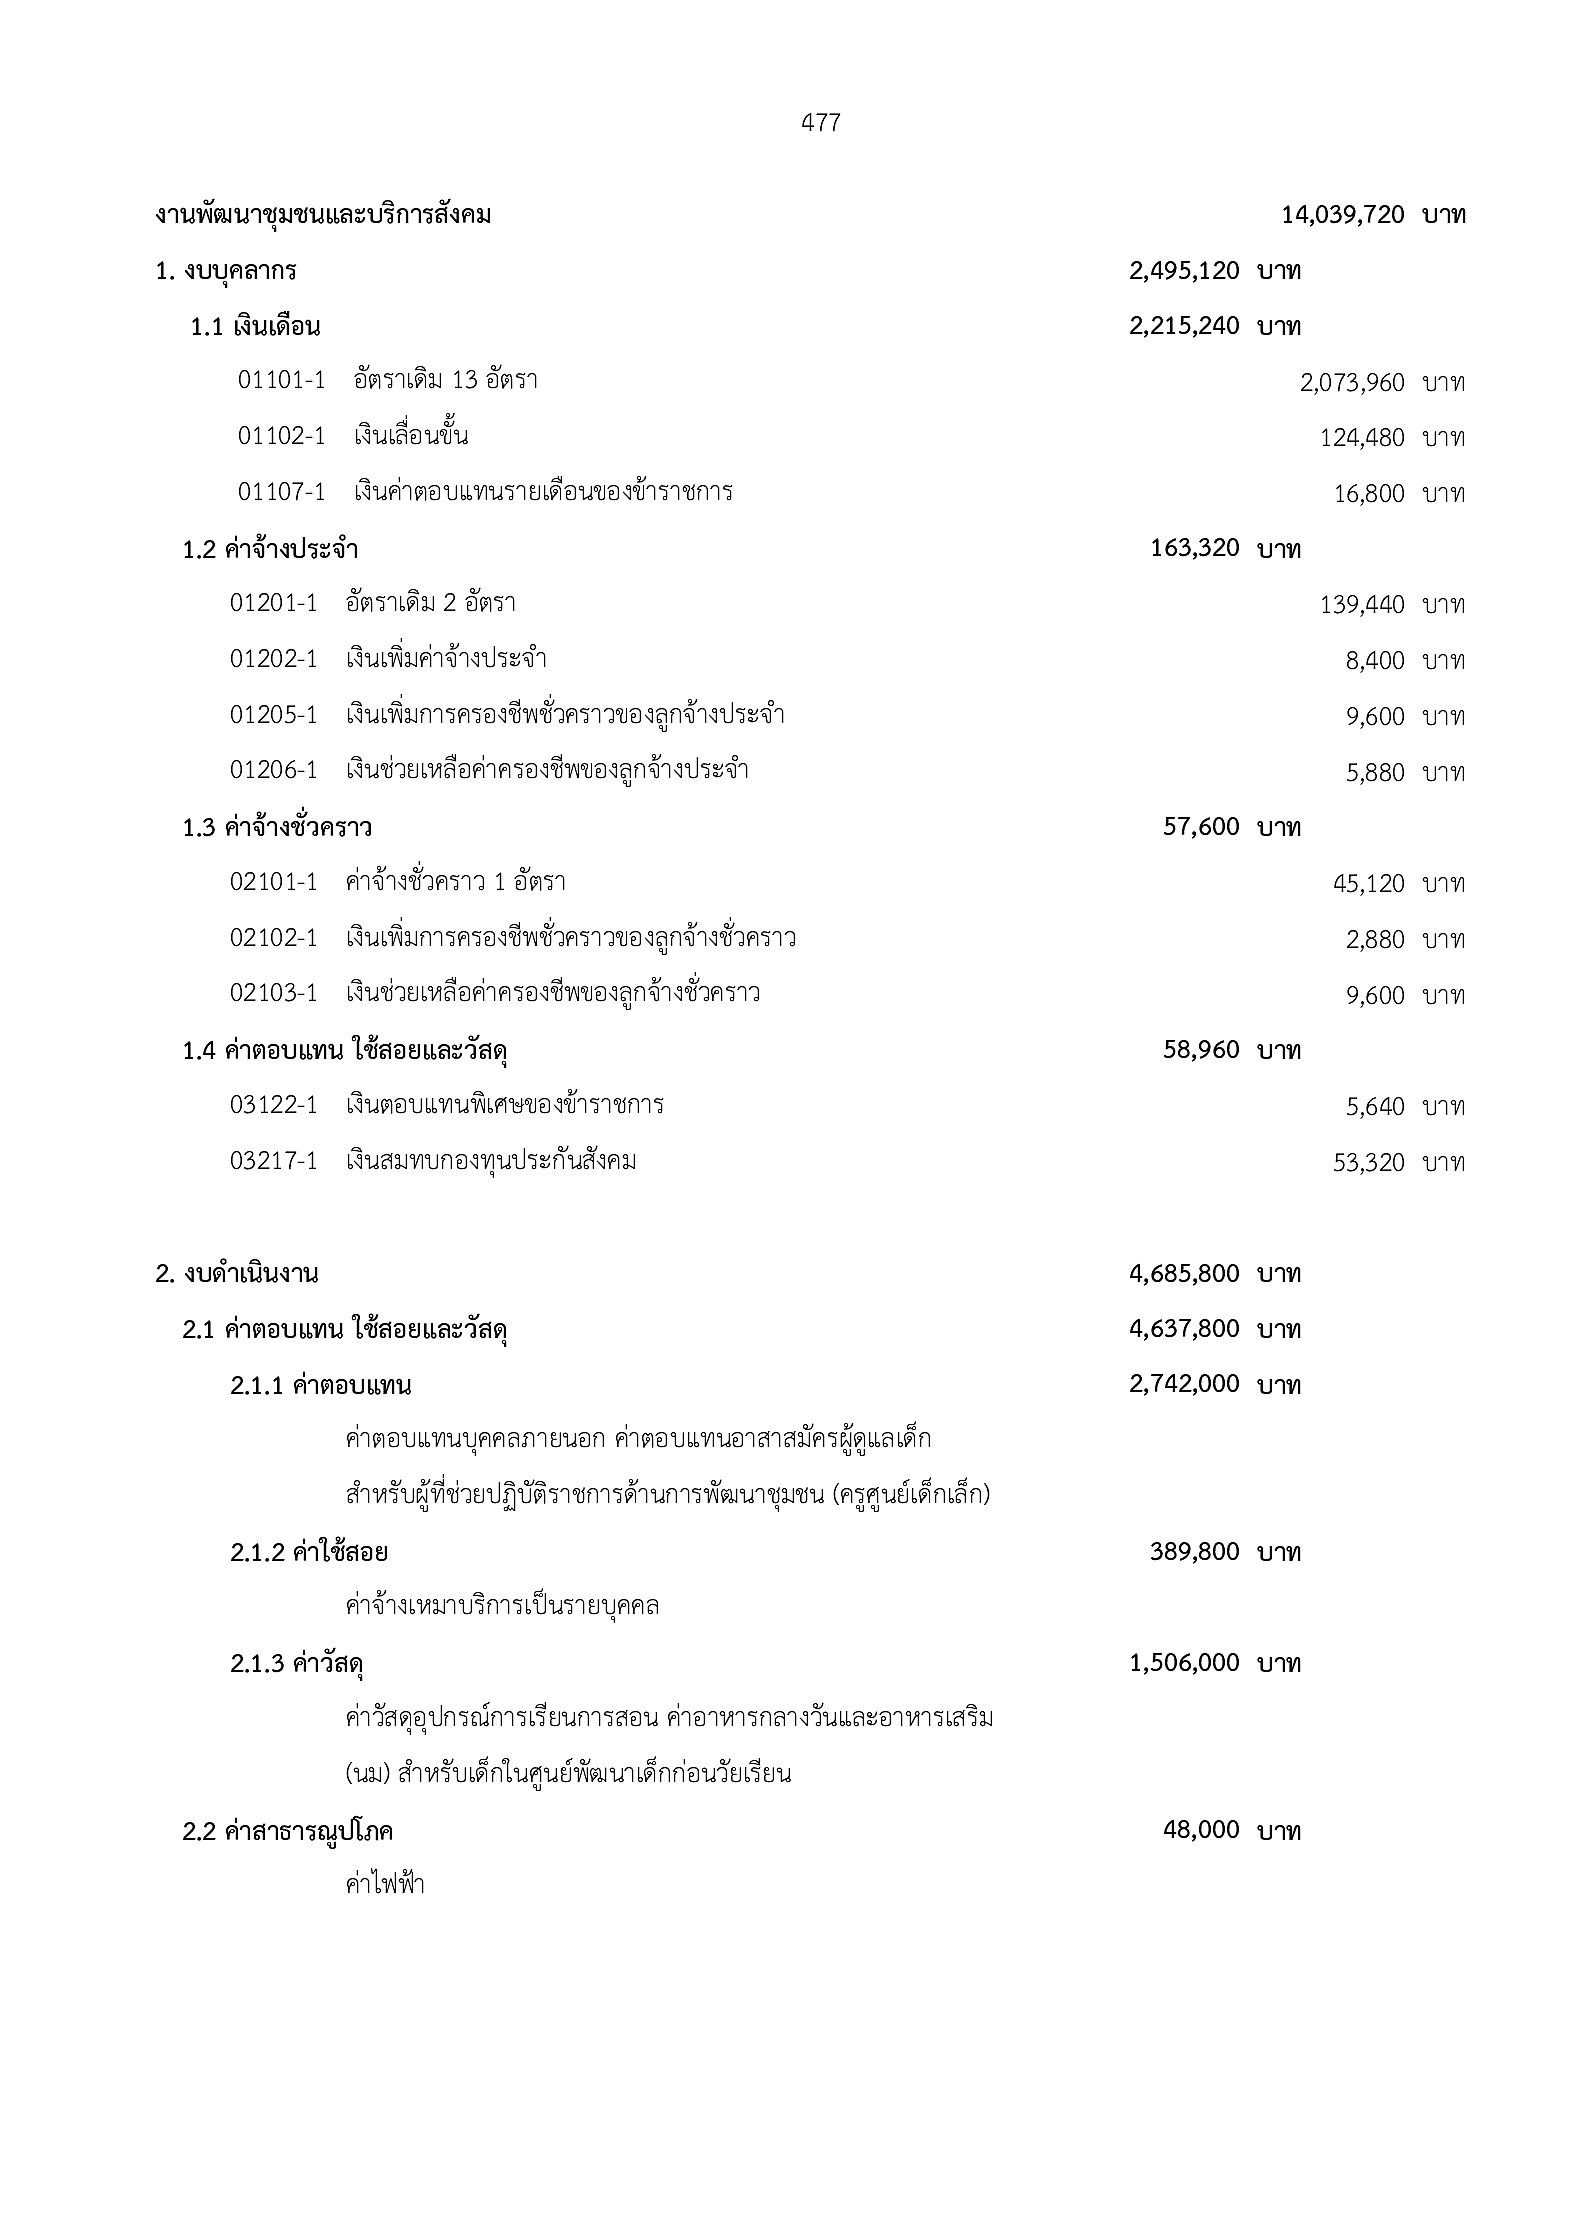 477
งานพัฒนาชุมชนและบริการสังคม 14,039,720 บาท
1. งบบุคลากร 2,495,120 บาท
1.1 เงินเดือน 2,215,240 บาท
01101-1 อัตราเดิม 13 อัตรา 2,073,960 บาท
01102-1 เงินเลื่อนขั้น 124,480 บาท
01107-1 เงินค่าตอบแทนรายเดือนของข้าราชการ 16,800 บาท
1.2 ค่าจ้างประจำ 163,320 บาท
01201-1 อัตราเดิม 2 อัตรา 139,440 บาท
01202-1 เงินเพิ่มค่าจ้างประจำ 8,400 บาท
01205-1 เงินเพิ่มการครองชีพชั่วคราวของลูกจ้างประจำ 9,600 บาท
01206-1 เงินช่วยเหลือค่าครองชีพของลูกจ้างประจำ 5,880 บาท
1.3 ค่าจ้างชั่วคราว 57,600 บาท
02101-1 ค่าจ้างชั่วคราว 1 อัตรา 45,120 บาท
02102-1 เงินเพิ่มการครองชีพชั่วคราวของลูกจ้างชั่วคราว 2,880 บาท
02103-1 เงินช่วยเหลือค่าครองชีพของลูกจ้างชั่วคราว 9,600 บาท
1.4 ค่าตอบแทน ใช้สอยและวัสดุ 58,960 บาท
03122-1 เงินตอบแทนพิเศษของข้าราชการ 5,640 บาท
03217-1 เงินสมทบกองทุนประกันสังคม 53,320 บาท
2. งบดำเนินงาน 4,685,800 บาท
2.1 ค่าตอบแทน ใช้สอยและวัสดุ 4,637,800 บาท
2.1.1 ค่าตอบแทน 2,742,000 บาท
ค่าตอบแทนบุคคลภายนอก ค่าตอบแทนอาสาสมัครผู้ดูแลเด็ก
สำหรับผู้ที่ช่วยปฏิบัติราชการด้านการพัฒนาชุมชน (ครูศูนย์เด็กเล็ก)
2.1.2 ค่าใช้สอย 389,800 บาท
ค่าจ้างเหมาบริการเป็นรายบุคคล
2.1.3 ค่าวัสดุ 1,506,000 บาท
ค่าวัสดุอุปกรณ์การเรียนการสอน ค่าอาหารกลางวันและอาหารเสริม
(นม) สำหรับเด็กในศูนย์พัฒนาเด็กก่อนวัยเรียน
2.2 ค่าสาธารณูปโภค 48,000 บาท
ค่าไฟฟ้า